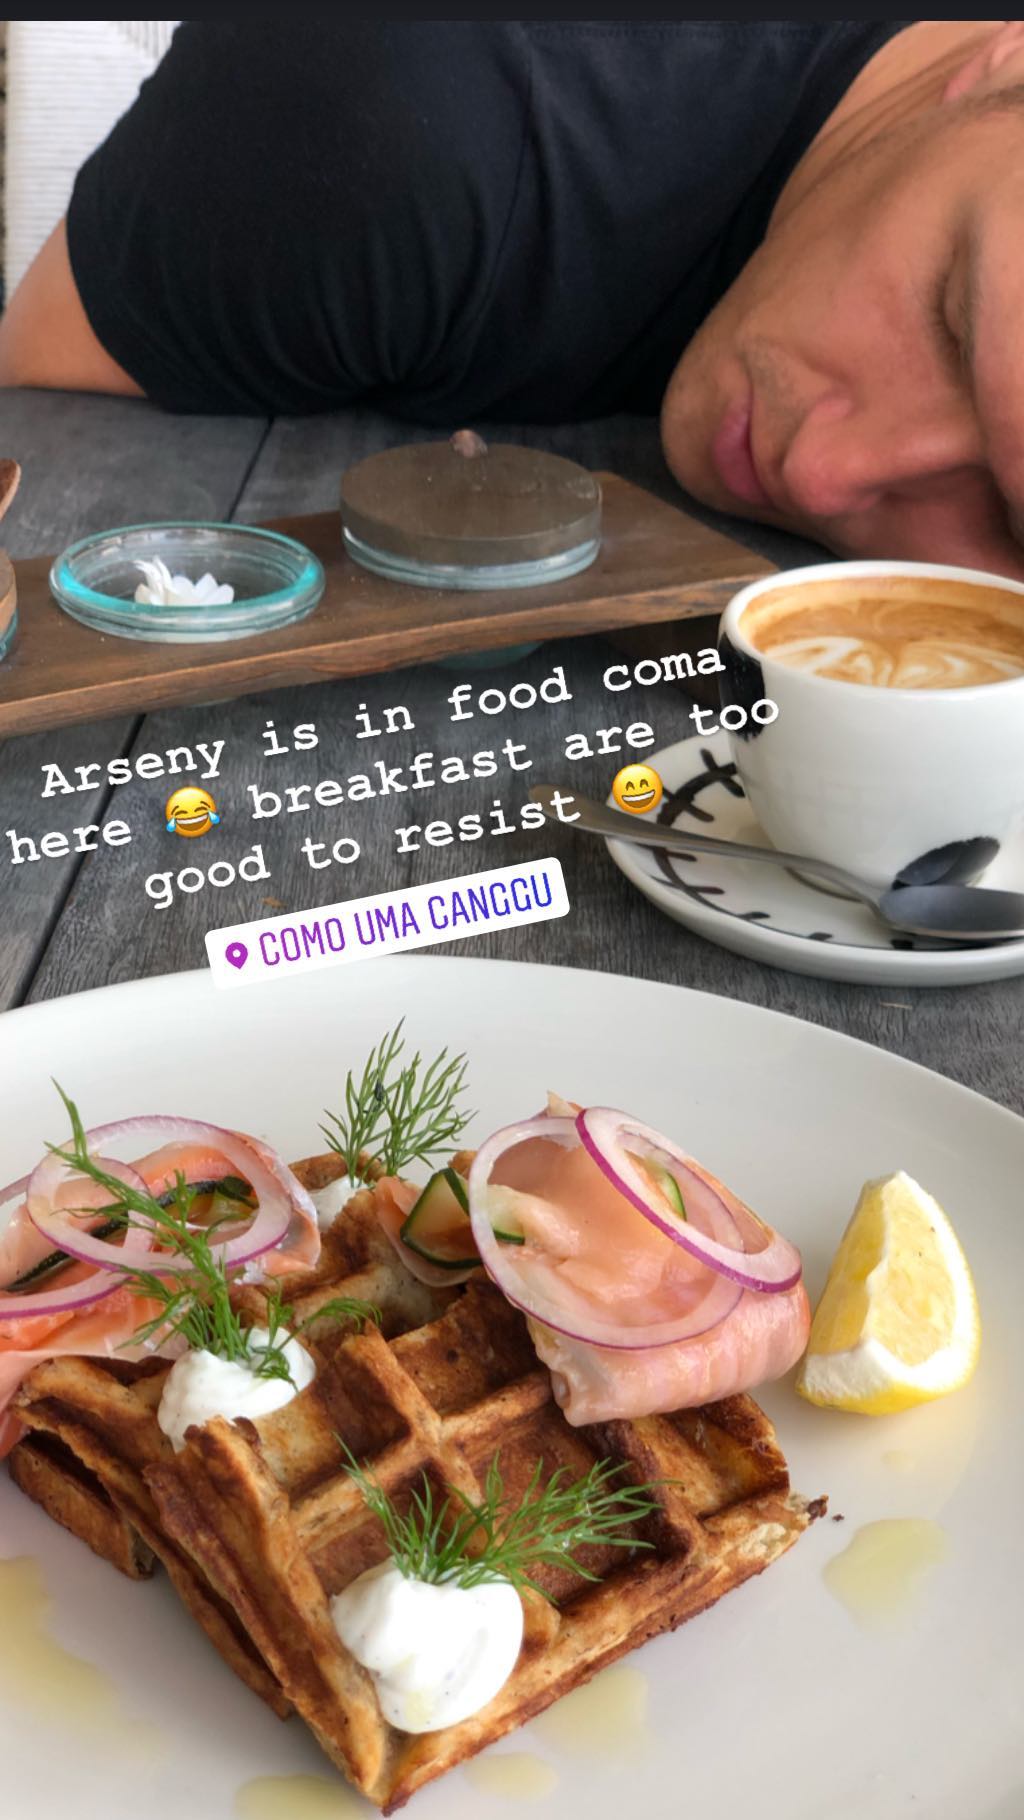 Arseny is in food coma
here 😂 breakfast are too
good to resist 😄
COMO UMA CANGGU